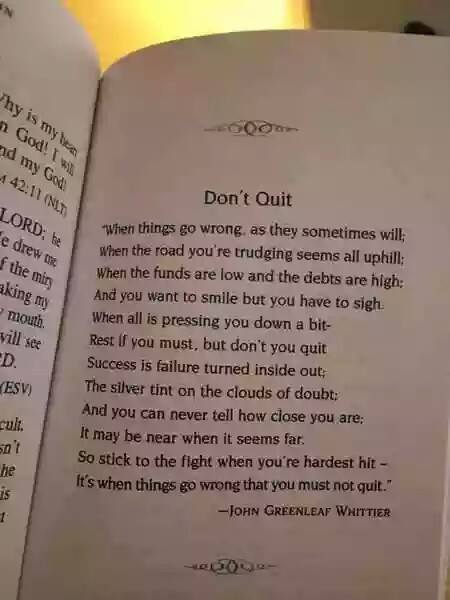 hy is my hear
n God! I will
nd my God!
42:11 (NLT)
LORD; he
e drew me
f the miry
aking my
mouth.
will see
D.
(ESV)
cult.
sn't
he
is
Don't Quit
"When things go wrong, as they sometimes will;
When the road you're trudging seems all uphill;
When the funds are low and the debts are high;
And you want to smile but you have to sigh.
When all is pressing you down a bit-
Rest if you must, but don't you quit
Success is failure turned inside out;
The silver tint on the clouds of doubt;
And you can never tell how close you are;
It may be near when it seems far.
So stick to the fight when you're hardest hit –
It's when things go wrong that you must not quit."
—JOHN GREENLEAF WHITTIER